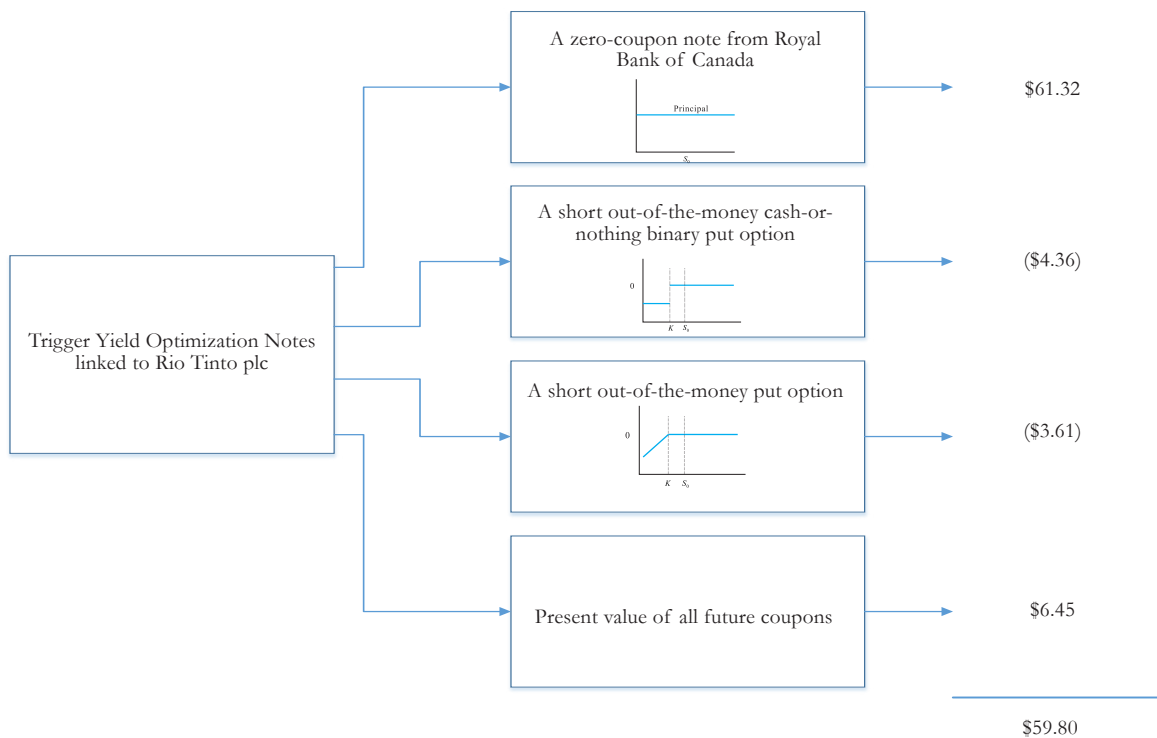 A zero-coupon note from Royal
Bank of Canada
Principal
S₀
$61.32
A short out-of-the-money cash-or-
nothing binary put option
0
K S₀
($4.36)
Trigger Yield Optimization Notes
linked to Rio Tinto plc
A short out-of-the-money put option
0
K S₀
($3.61)
Present value of all future coupons
$6.45
$59.80